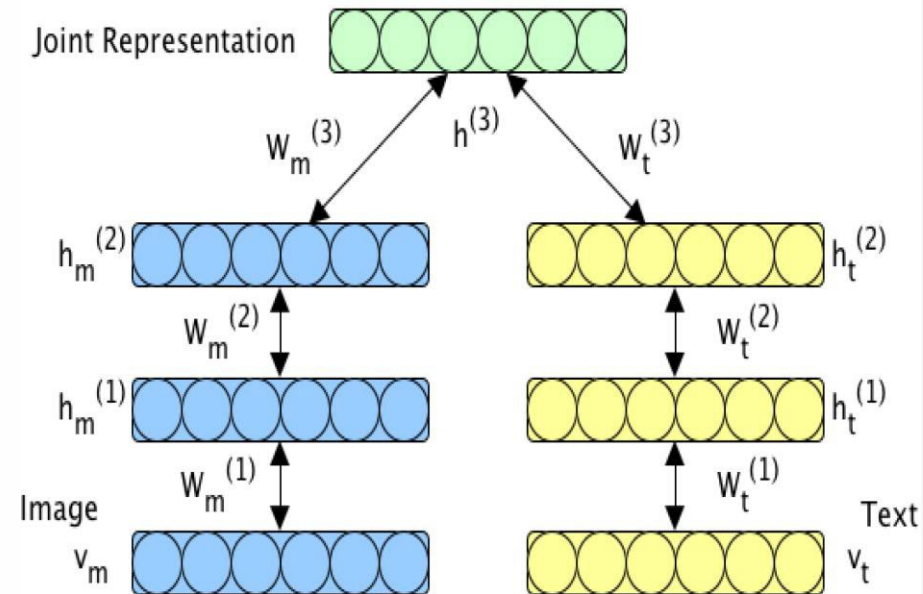 Joint Representation
W_m^(3) h^(3) W_t^(3)
h_m^(2) h_t^(2)
W_m^(2) W_t^(2)
h_m^(1) h_t^(1)
W_m^(1) W_t^(1)
Image Text
v_m v_t